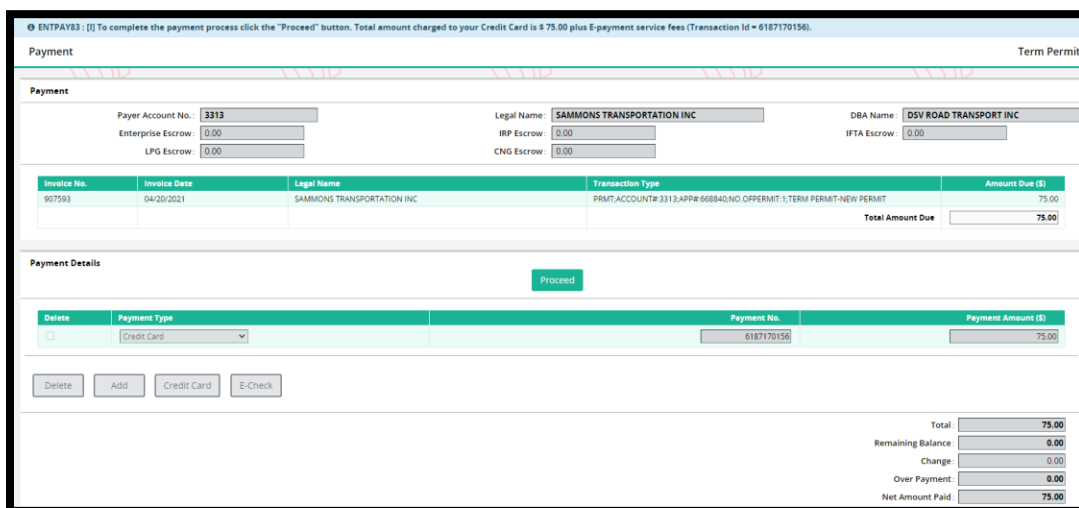 ENTPAY83 : [I] To complete the payment process click the "Proceed" button. Total amount charged to your Credit Card is $ 75.00 plus E-payment service fees (Transaction Id = 6187170156).
Payment Term Permit
Payment
Payer Account No.: 3313 Legal Name: SAMMONS TRANSPORTATION INC DBA Name: DSV ROAD TRANSPORT INC
Enterprise Escrow: 0.00 IRP Escrow: 0.00 IFTA Escrow: 0.00
LPG Escrow: 0.00 CNG Escrow: 0.00
Invoice No. Invoice Date Legal Name Transaction Type Amount Due ($)
907593 04/20/2021 SAMMONS TRANSPORTATION INC PRMT;ACCOUNT#:3313;APP#:668840;NO.OFPERMIT:1;TERM PERMIT-NEW PERMIT 75.00
Total Amount Due 75.00
Payment Details
Proceed
Delete Payment Type Payment No. Payment Amount ($)
Credit Card 6187170156 75.00
Delete Add Credit Card E-Check
Total: 75.00
Remaining Balance: 0.00
Change: 0.00
Over Payment: 0.00
Net Amount Paid: 75.00